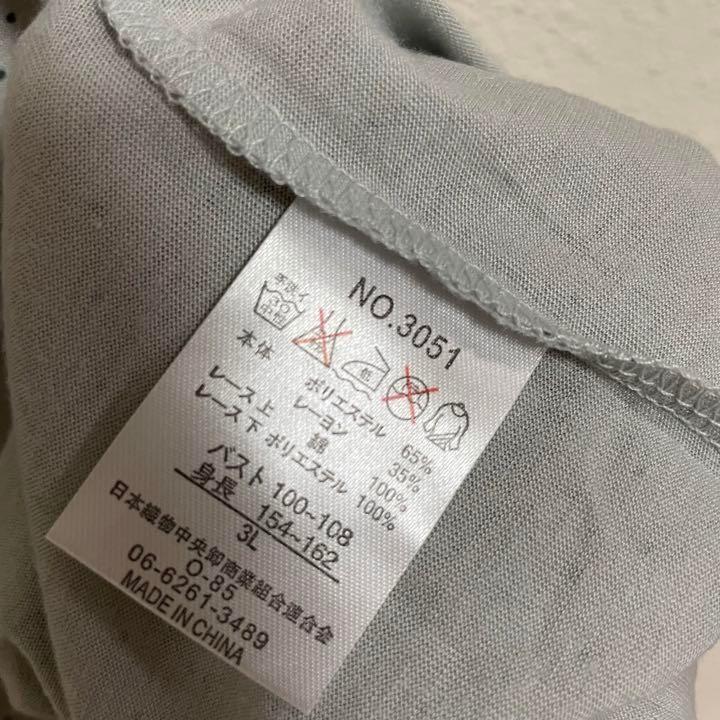 NO.3051
手洗イ
30
中性
本体 ポリエステル 65%
レーヨン 35%
レース上 綿 100%
レース下 ポリエステル 100%
バスト 100~108
身長 154~162
3L
日本織物中央卸商業組合連合会
O-85
06-6261-3489
MADE IN CHINA